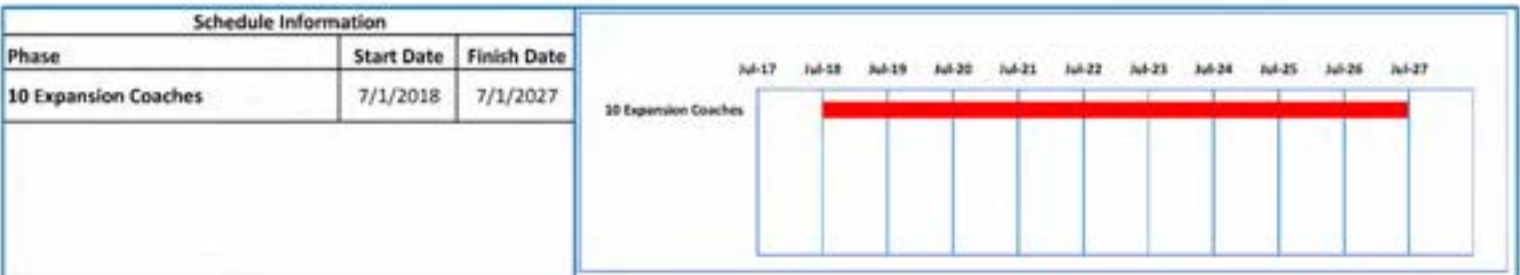 Schedule Information
Phase Start Date Finish Date
10 Expansion Coaches 7/1/2018 7/1/2027
Jul-17 Jul-18 Jul-19 Jul-20 Jul-21 Jul-22 Jul-23 Jul-24 Jul-25 Jul-26 Jul-27
10 Expansion Coaches